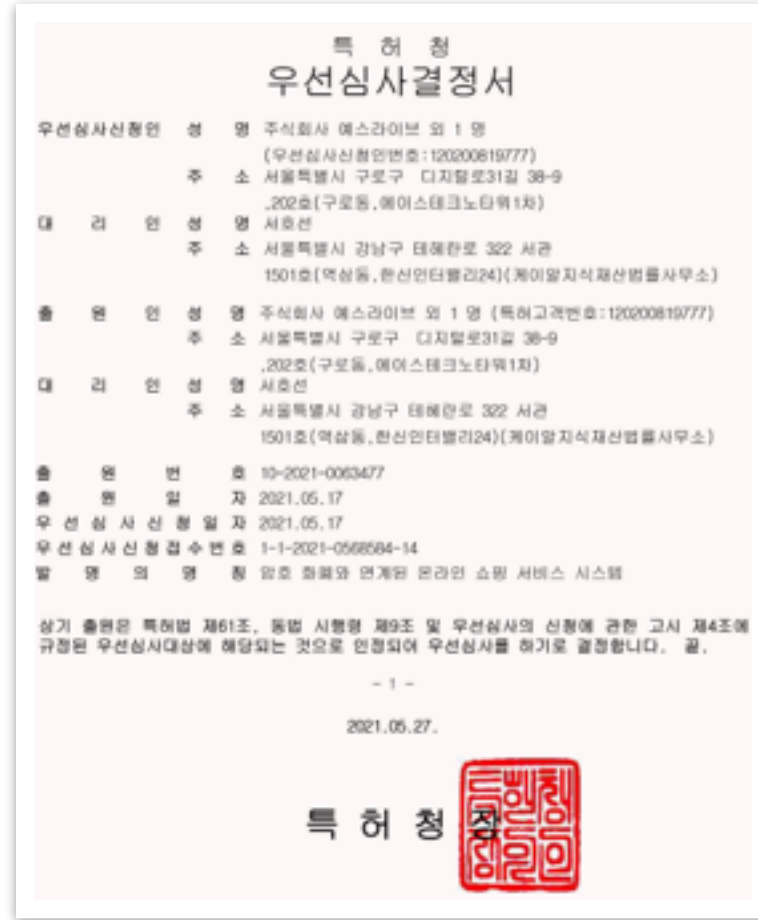 특 허 청
우선심사결정서
우선심사신청인 성 명 주식회사 예스라이브 외 1 명
(우선심사신청인번호:120200819777)
주 소 서울특별시 구로구 디지털로31길 38-9
,202호(구로동,에이스테크노타워1차)
대 리 인 성 명 서호선
주 소 서울특별시 강남구 테헤란로 322 서관
1501호(역삼동,한신인터밸리24)(케이알지식재산법률사무소)
출 원 인 성 명 주식회사 예스라이브 외 1 명 (특허고객번호:120200819777)
주 소 서울특별시 구로구 디지털로31길 38-9
,202호(구로동,에이스테크노타워1차)
대 리 인 성 명 서호선
주 소 서울특별시 강남구 테헤란로 322 서관
1501호(역삼동,한신인터밸리24)(케이알지식재산법률사무소)
출 원 번 호 10-2021-0063477
출 원 일 자 2021.05.17
우 선 심 사 신 청 일 자 2021.05.17
우 선 심 사 신 청 접 수 번 호 1-1-2021-0568584-14
발 명 의 명 칭 암호 화폐와 연계된 온라인 쇼핑 서비스 시스템
상기 출원은 특허법 제61조, 동법 시행령 제9조 및 우선심사의 신청에 관한 고시 제4조에
규정된 우선심사대상에 해당되는 것으로 인정되어 우선심사를 하기로 결정합니다. 끝.
- 1 -
2021.05.27.
특 허 청 장